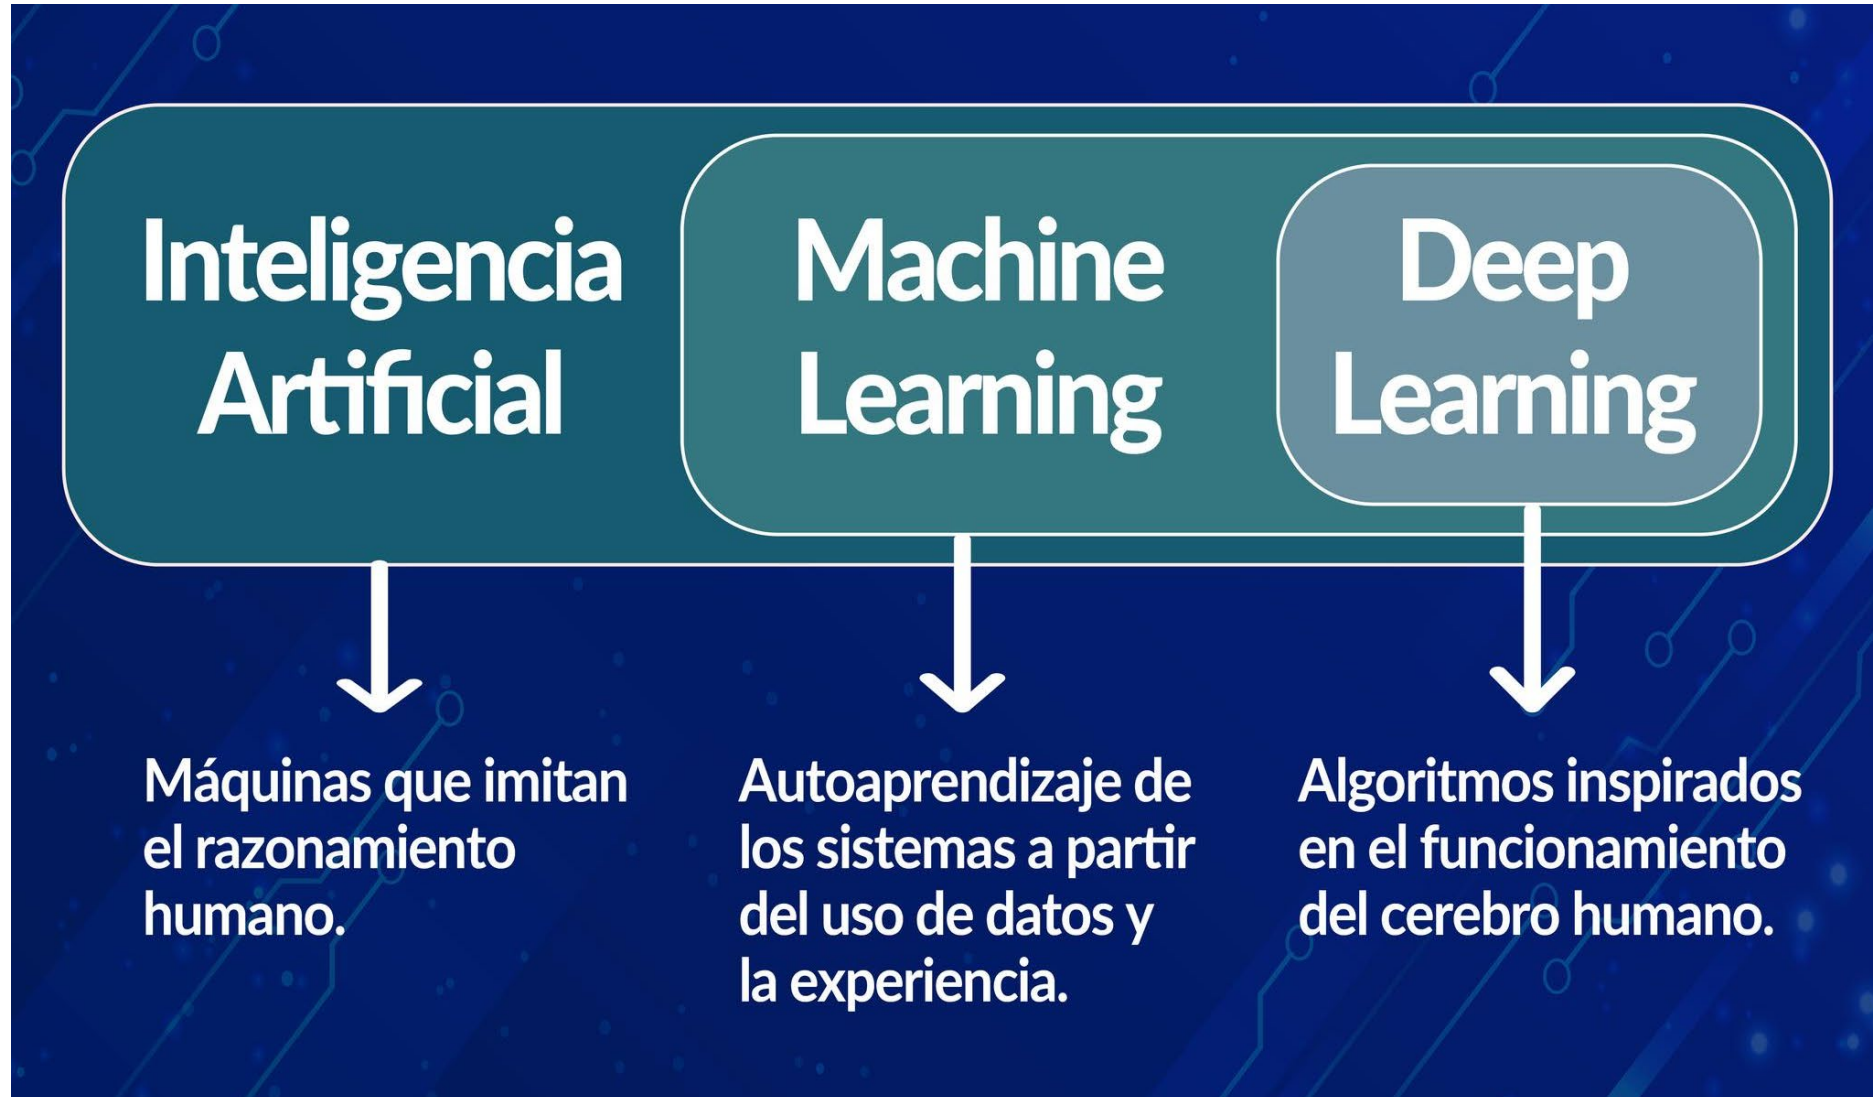 Inteligencia
Artificial
Machine
Learning
Deep
Learning
Máquinas que imitan
el razonamiento
humano.
Autoaprendizaje de
los sistemas a partir
del uso de datos y
la experiencia.
Algoritmos inspirados
en el funcionamiento
del cerebro humano.